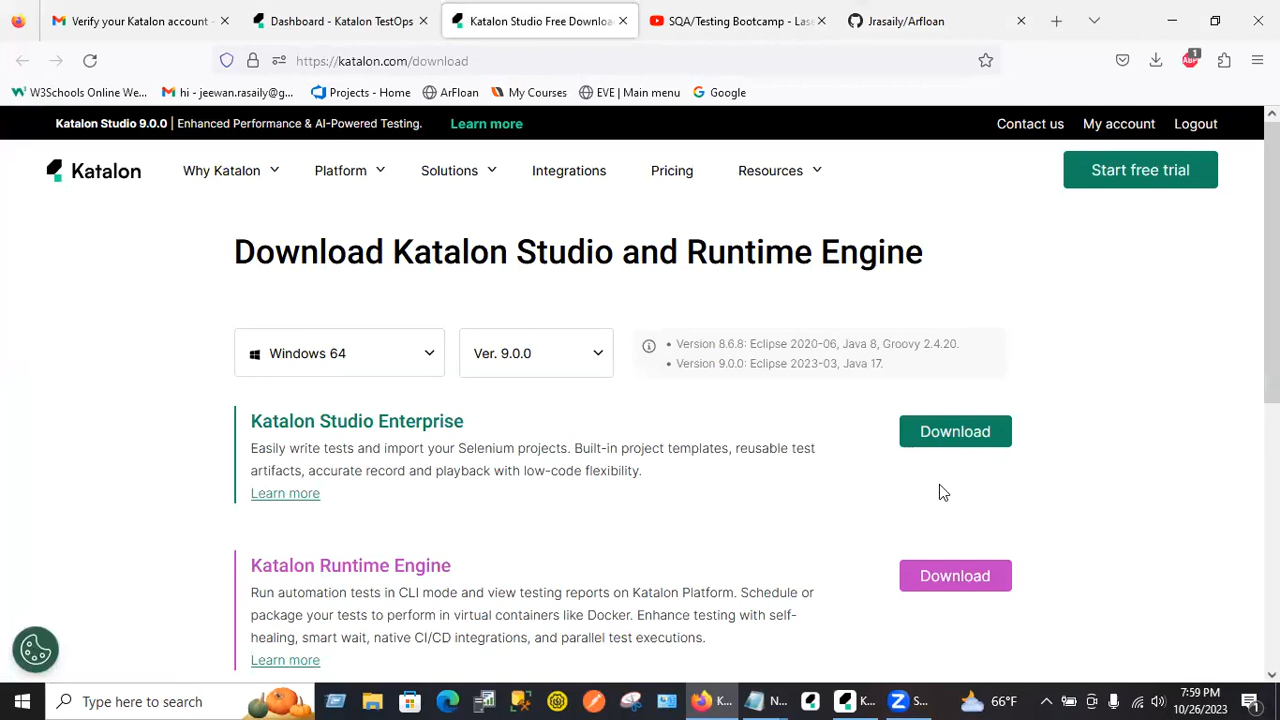 Verify your Katalon account -
Dashboard - Katalon TestOps
Katalon Studio Free Downloa
SQA/Testing Bootcamp - Lase
Jrasaily/Arfloan
https://katalon.com/download
1
W3Schools Online We...
hi - jeewan.rasaily@g...
Projects - Home
ArFloan
My Courses
EVE | Main menu
Google
Katalon Studio 9.0.0 | Enhanced Performance & AI-Powered Testing. Learn more
Contact us
My account
Logout
Katalon
Why Katalon
Platform
Solutions
Integrations
Pricing
Resources
Start free trial
Download Katalon Studio and Runtime Engine
Windows 64
Ver. 9.0.0
• Version 8.6.8: Eclipse 2020-06, Java 8, Groovy 2.4.20.
• Version 9.0.0: Eclipse 2023-03, Java 17.
Katalon Studio Enterprise
Easily write tests and import your Selenium projects. Built-in project templates, reusable test
artifacts, accurate record and playback with low-code flexibility.
Learn more
Download
Katalon Runtime Engine
Run automation tests in CLI mode and view testing reports on Katalon Platform. Schedule or
package your tests to perform in virtual containers like Docker. Enhance testing with self-
healing, smart wait, native CI/CD integrations, and parallel test executions.
Learn more
Download
Type here to search
K...
N...
K...
S...
66°F
7:59 PM
10/26/2023
1